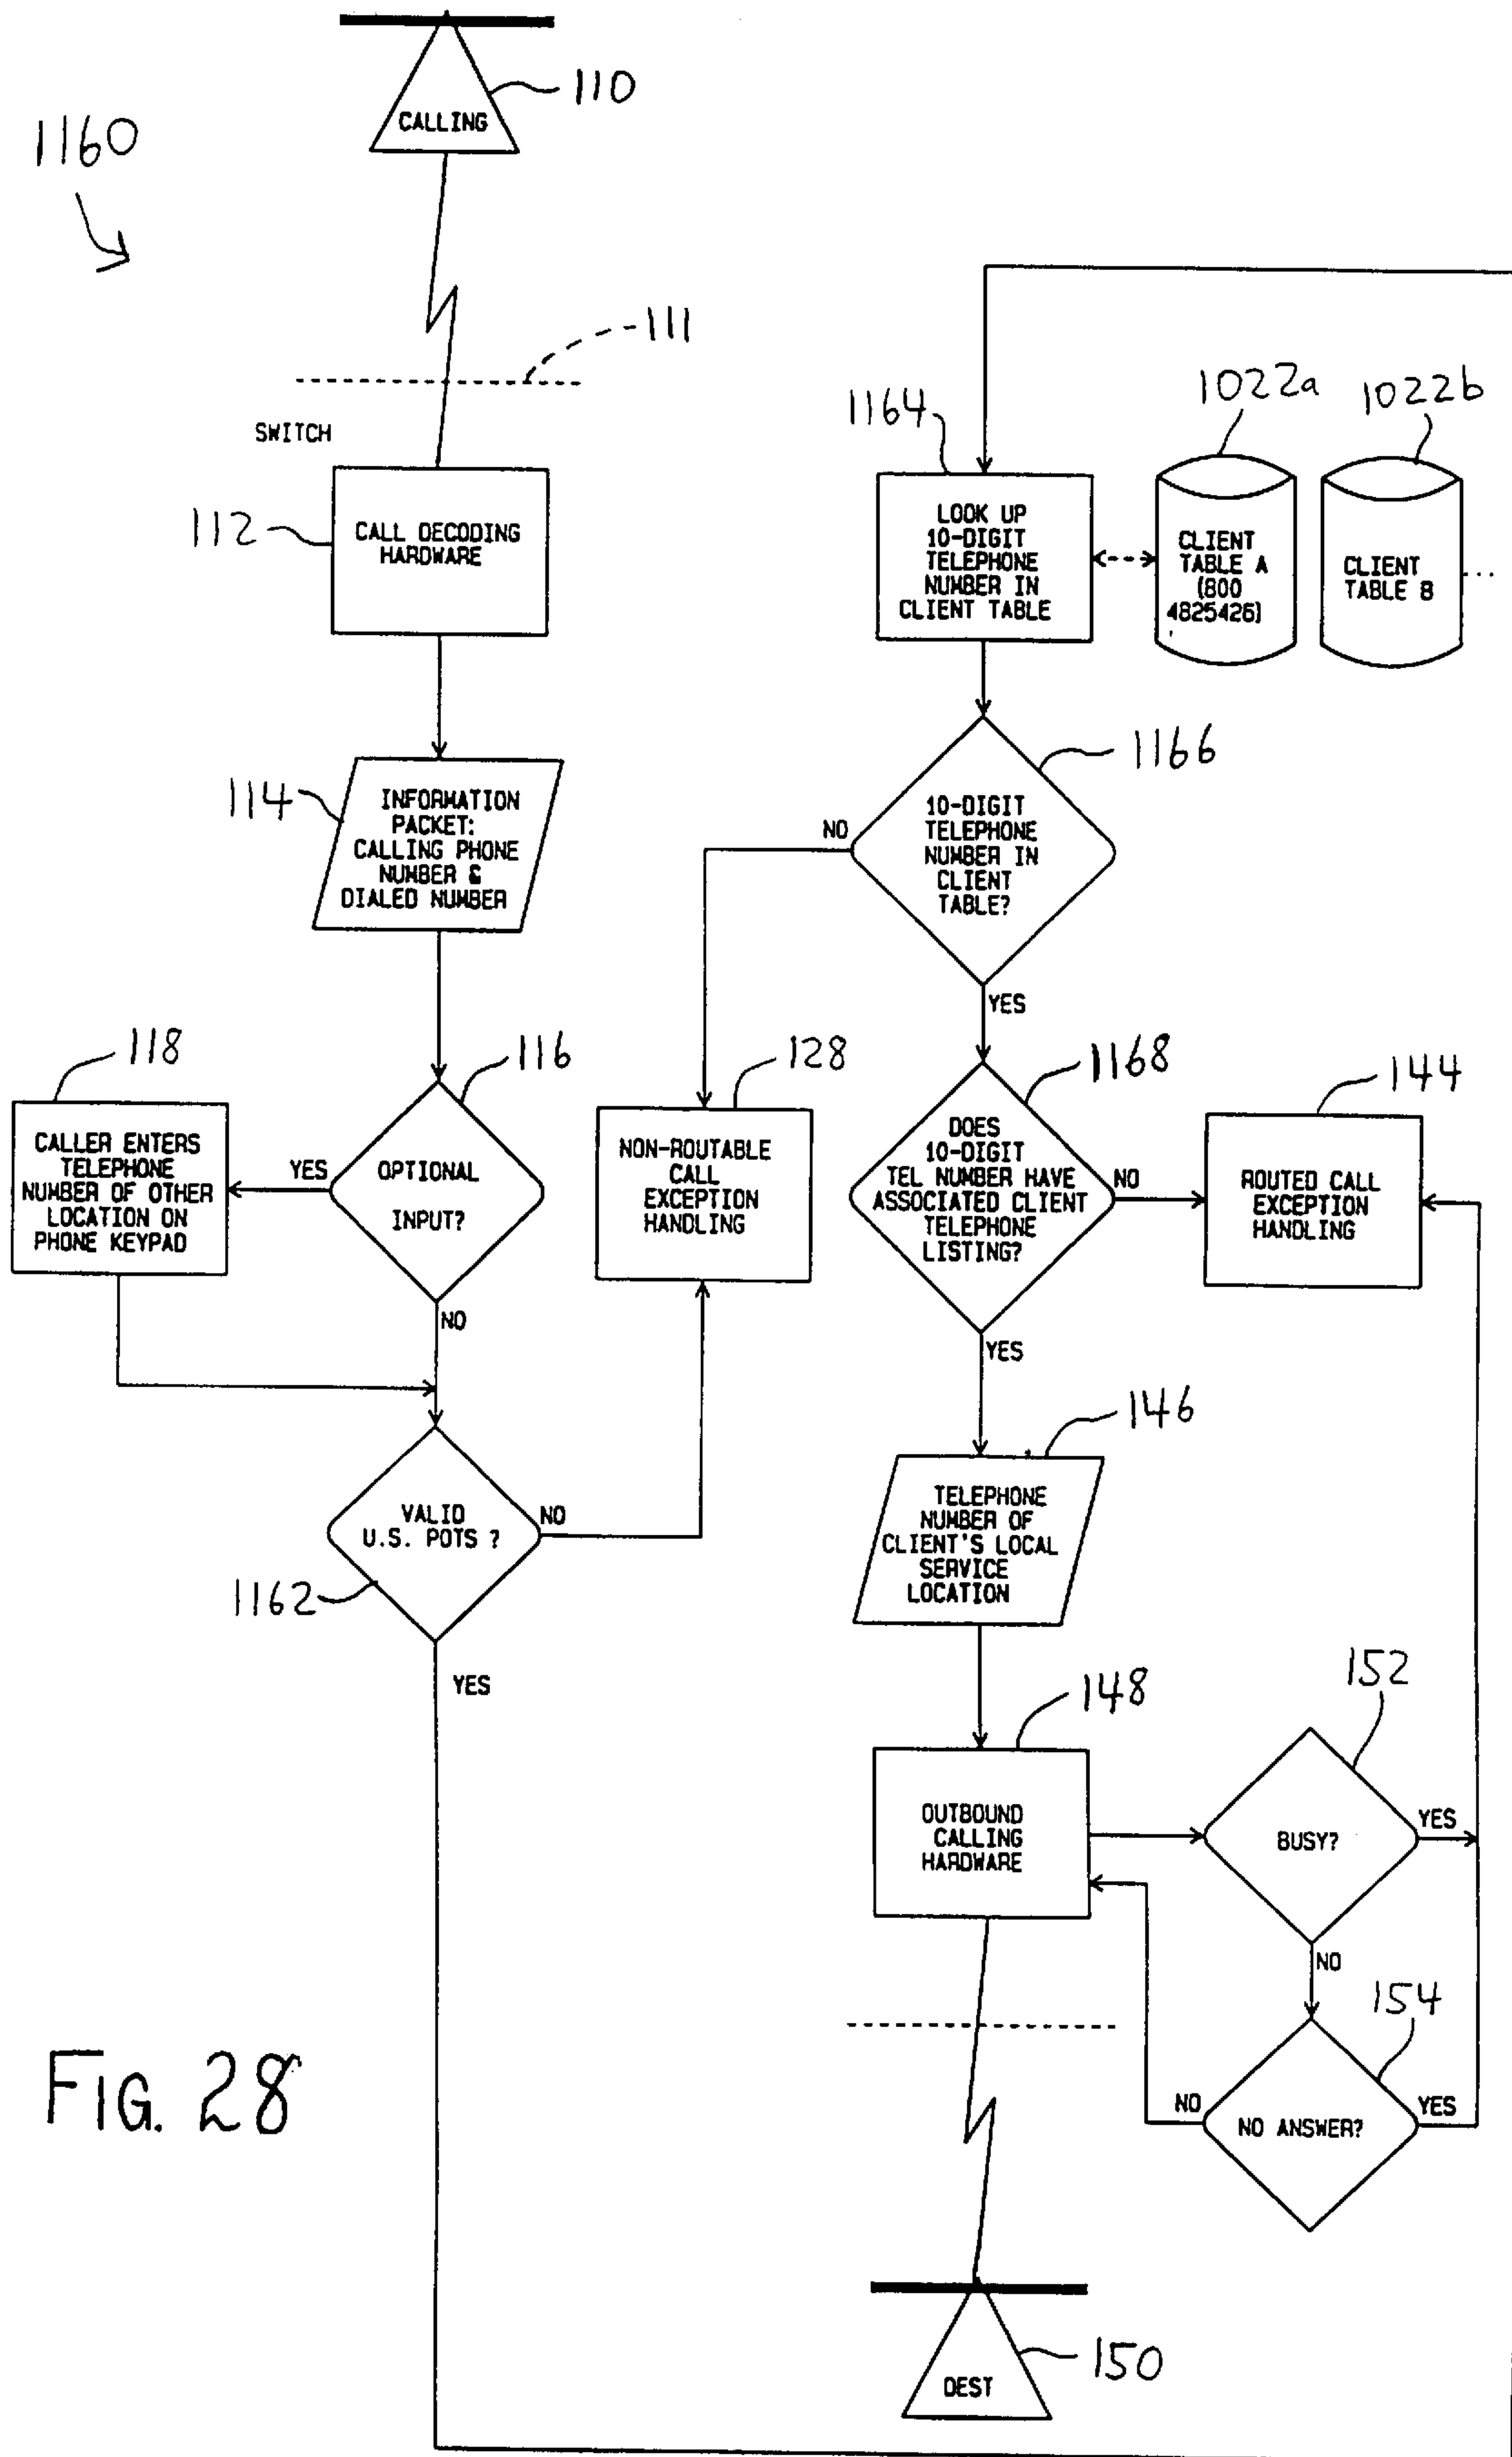 1160
CALLING
110
111
SWITCH
112
CALL DECODING
HARDWARE
114
INFORMATION
PACKET:
CALLING PHONE
NUMBER &
DIALED NUMBER
118
116
CALLER ENTERS
TELEPHONE
NUMBER OF OTHER
LOCATION ON
PHONE KEYPAD
YES
OPTIONAL
INPUT?
NO
VALID
U.S. POTS ?
NO
1162
YES
128
NON-ROUTABLE
CALL
EXCEPTION
HANDLING
1164
LOOK UP
10-DIGIT
TELEPHONE
NUMBER IN
CLIENT TABLE
1022a
CLIENT
TABLE A
(800
4825426)
1022b
CLIENT
TABLE B
...
1166
NO
10-DIGIT
TELEPHONE
NUMBER IN
CLIENT
TABLE?
YES
1168
DOES
10-DIGIT
TEL NUMBER HAVE
ASSOCIATED CLIENT
TELEPHONE
LISTING?
NO
144
ROUTED CALL
EXCEPTION
HANDLING
YES
146
TELEPHONE
NUMBER OF
CLIENT'S LOCAL
SERVICE
LOCATION
148
OUTBOUND
CALLING
HARDWARE
152
BUSY?
YES
NO
154
NO
NO ANSWER?
YES
DEST
150
FIG. 28